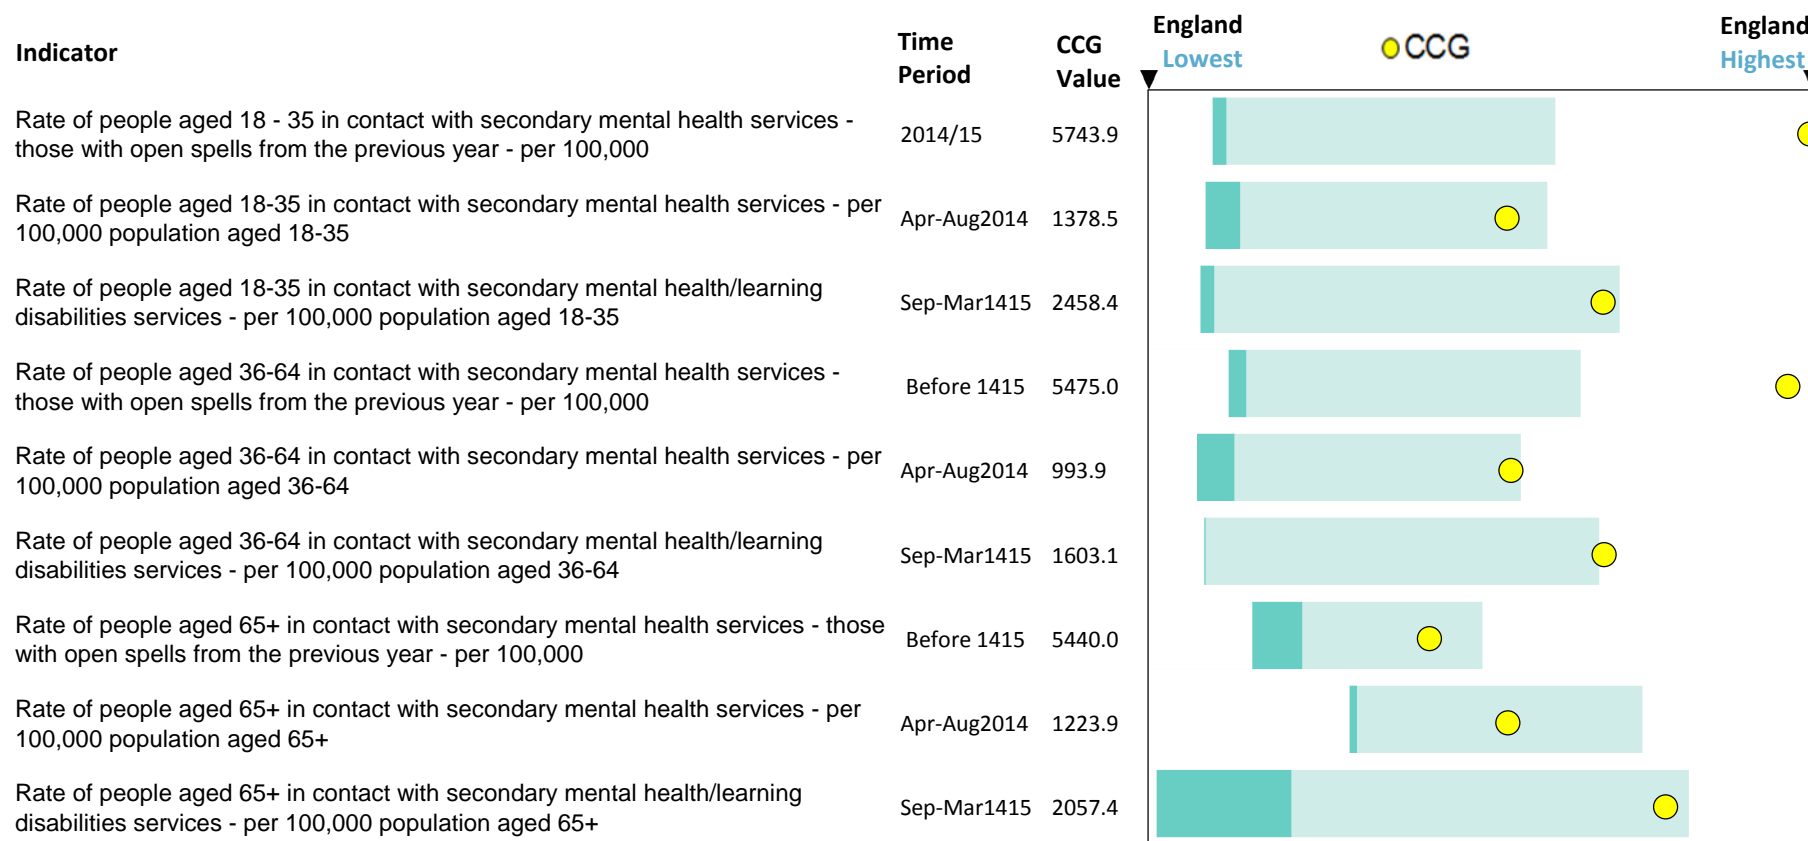 Indicator
Time
Period
CCG
Value
England
Lowest
CCG
England
Highest
Rate of people aged 18 - 35 in contact with secondary mental health services -
those with open spells from the previous year - per 100,000
2014/15
5743.9
Rate of people aged 18-35 in contact with secondary mental health services - per
100,000 population aged 18-35
Apr-Aug2014
1378.5
Rate of people aged 18-35 in contact with secondary mental health/learning
disabilities services - per 100,000 population aged 18-35
Sep-Mar1415
2458.4
Rate of people aged 36-64 in contact with secondary mental health services -
those with open spells from the previous year - per 100,000
Before 1415
5475.0
Rate of people aged 36-64 in contact with secondary mental health services - per
100,000 population aged 36-64
Apr-Aug2014
993.9
Rate of people aged 36-64 in contact with secondary mental health/learning
disabilities services - per 100,000 population aged 36-64
Sep-Mar1415
1603.1
Rate of people aged 65+ in contact with secondary mental health services - those
with open spells from the previous year - per 100,000
Before 1415
5440.0
Rate of people aged 65+ in contact with secondary mental health services - per
100,000 population aged 65+
Apr-Aug2014
1223.9
Rate of people aged 65+ in contact with secondary mental health/learning
disabilities services - per 100,000 population aged 65+
Sep-Mar1415
2057.4